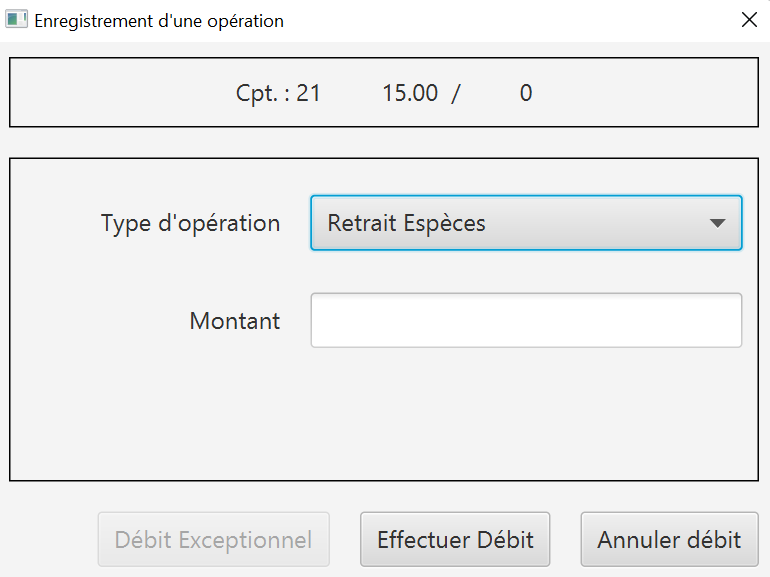 Enregistrement d'une opération
Cpt. : 21 15.00 / 0
Type d'opération Retrait Espèces
Montant
Débit Exceptionnel Effectuer Débit Annuler débit